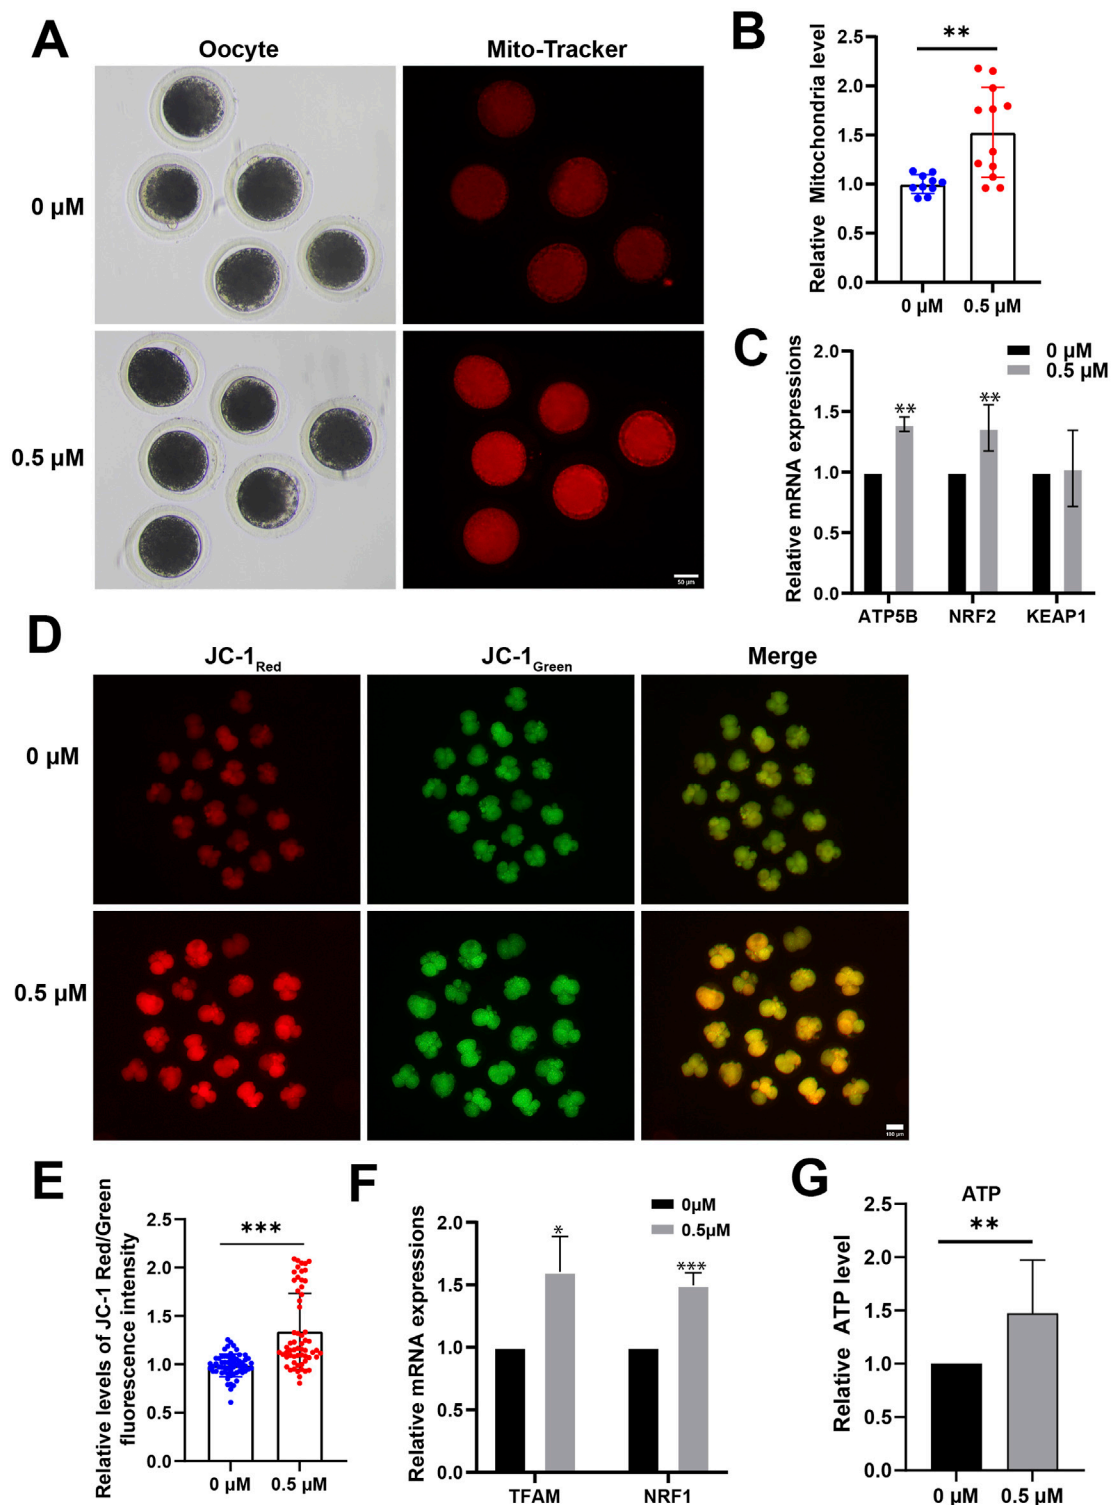 A
Oocyte
Mito-Tracker
0 µM
0.5 µM
50 µm
B
Relative Mitochondria level
2.5
2.0
1.5
1.0
0.5
0.0
**
0 µM
0.5 µM
C
Relative mRNA expressions
2.0
1.5
1.0
0.5
0.0
0 µM
0.5 µM
**
**
ATP5B
NRF2
KEAP1
D
JC-1Red
JC-1Green
Merge
0 µM
0.5 µM
100 µm
E
Relative levels of JC-1 Red/Green
fluorescence intensity
2.5
2.0
1.5
1.0
0.5
0.0
***
0 µM
0.5 µM
F
Relative mRNA expressions
2.0
1.5
1.0
0.5
0.0
0µM
0.5µM
*
***
TFAM
NRF1
G
ATP
Relative ATP level
2.5
2.0
1.5
1.0
0.5
0.0
**
0 µM
0.5 µM